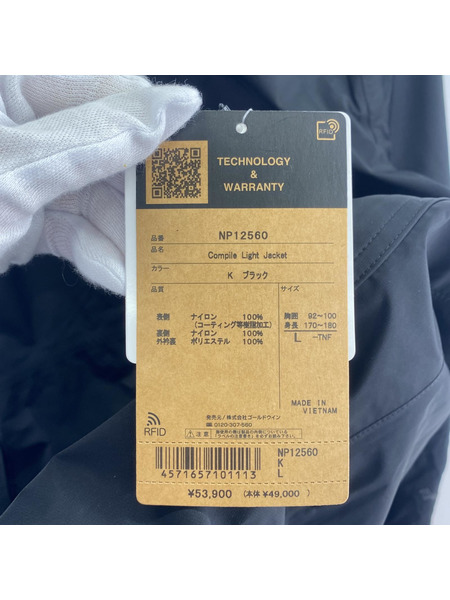 RFID
TECHNOLOGY
&
WARRANTY
品番 NP12560
品名 Compile Light Jacket
カラー K ブラック
品質 サイズ
表側 ナイロン 100%
(コーティング等樹脂加工)
裏側 ナイロン 100%
外衿裏 ポリエステル 100%
胸囲 92〜100
身長 170〜180
L -TNF
MADE IN
VIETNAM
RFID
発売元/株式会社ゴールドウイン
☎0120-307-560
NP12560
K
L
4571657101113
¥53,900 (本体 ¥49,000)